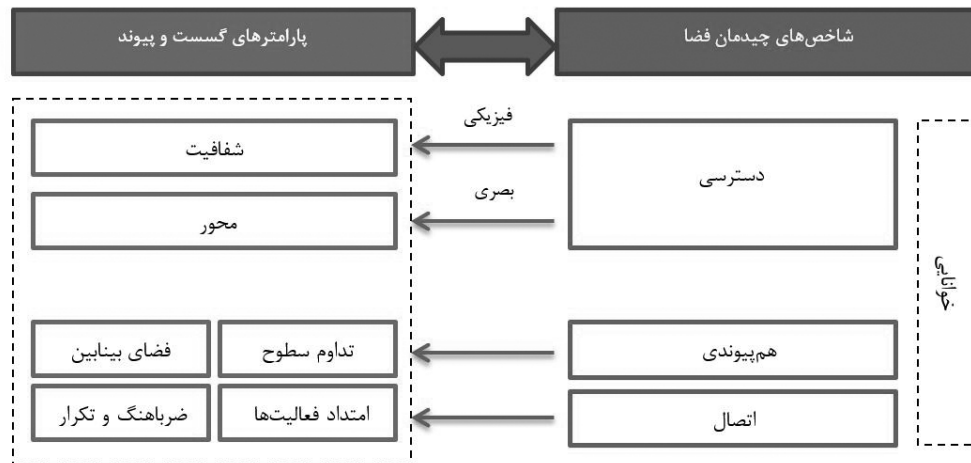 شاخص‌های چیدمان فضا
پارامترهای گسست و پیوند
خوانایی
دسترسی
فیزیکی
شفافیت
بصری
محور
هم‌پیوندی
تداوم سطوح
فضای بینابین
اتصال
امتداد فعالیت‌ها
ضرباهنگ و تکرار